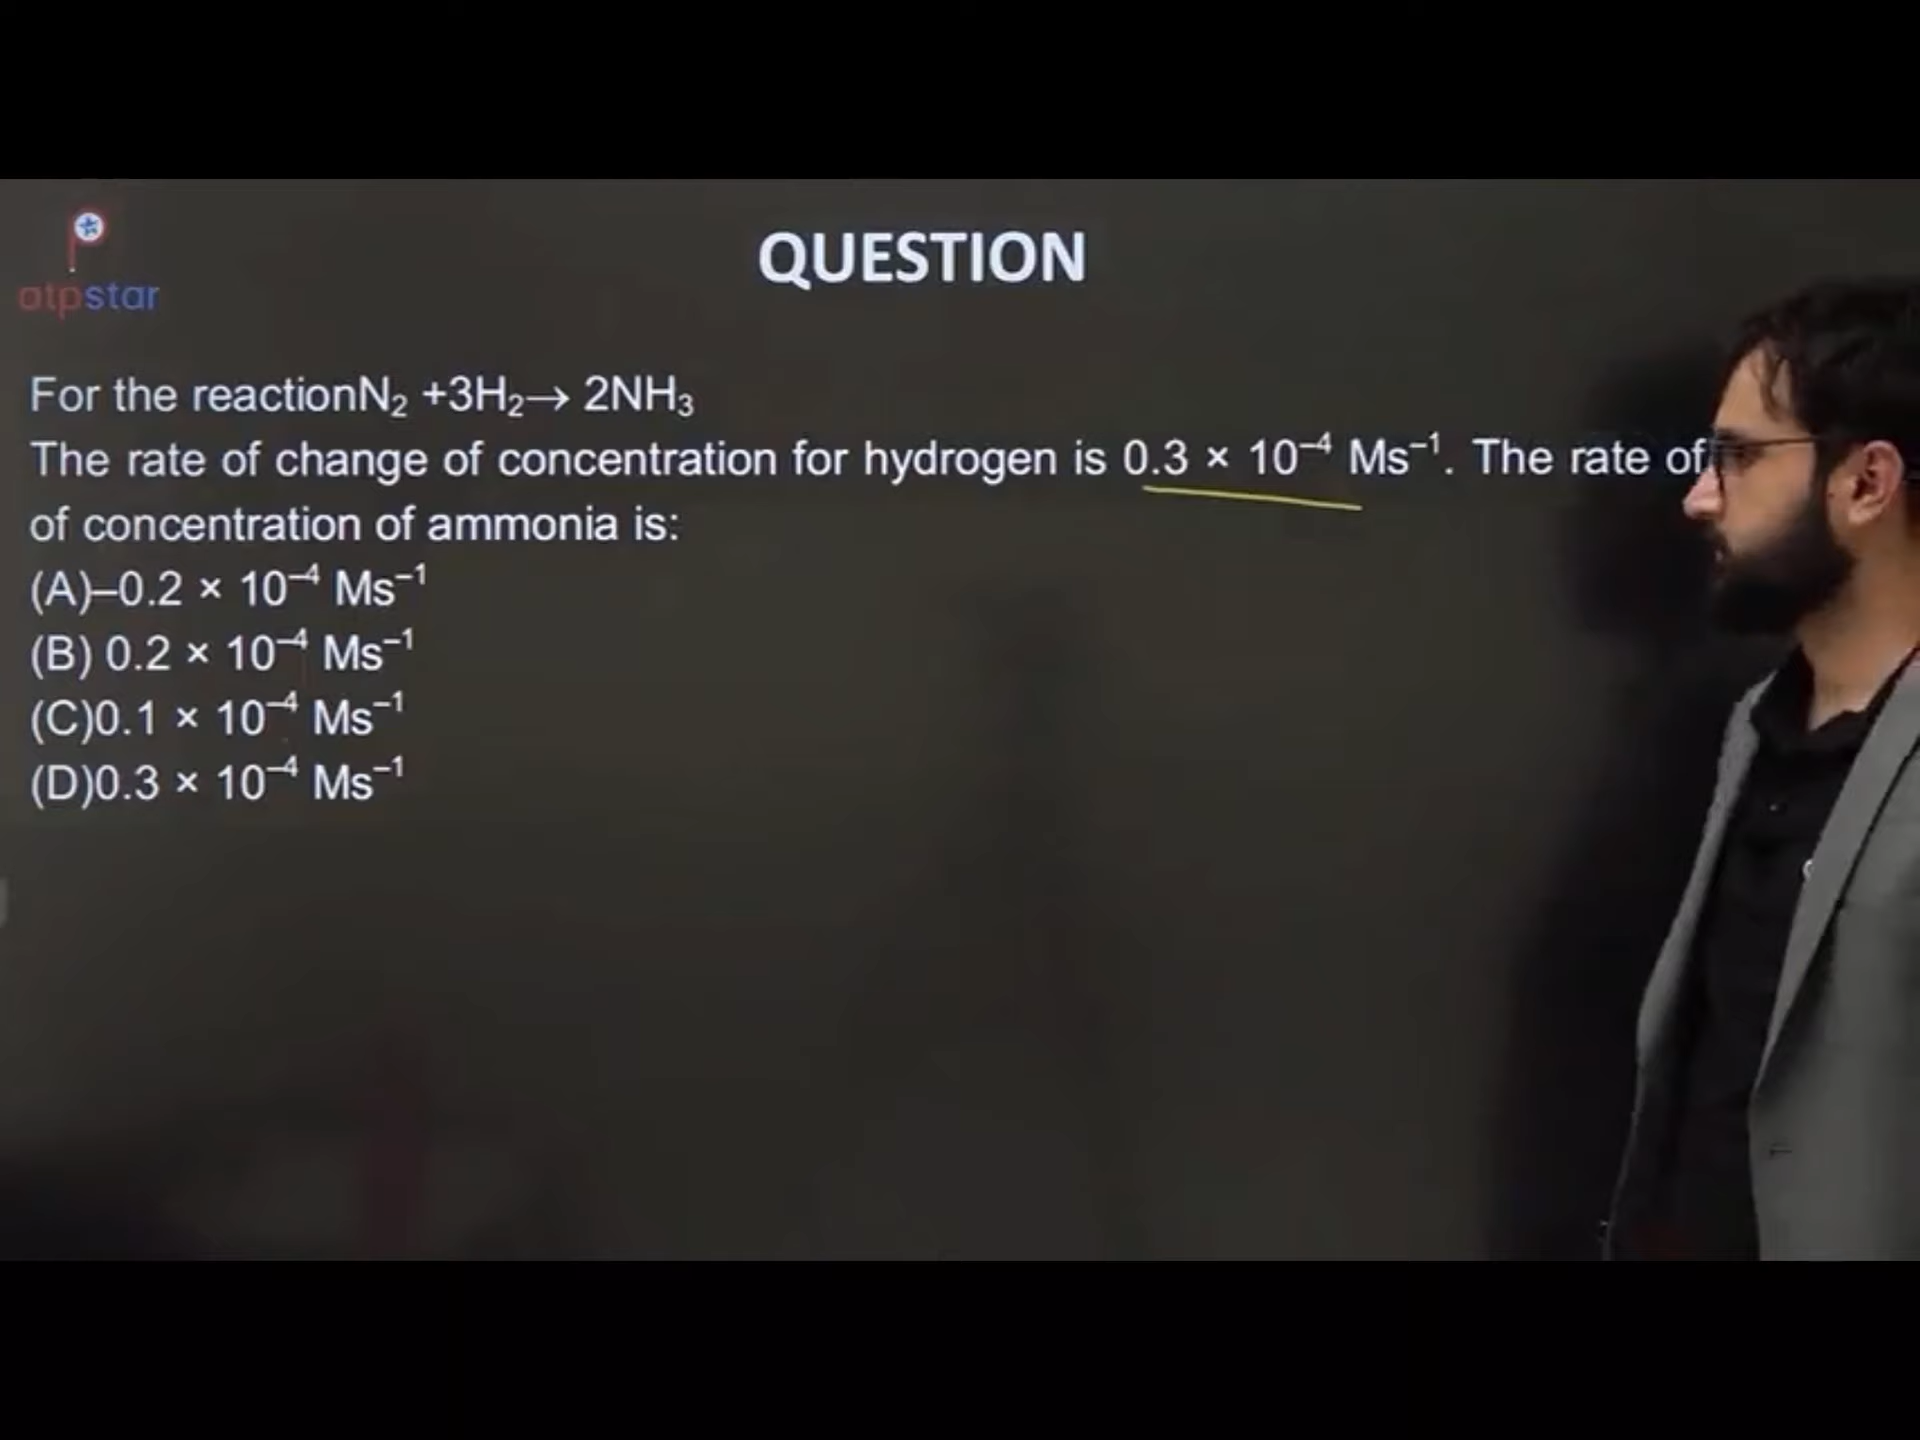 otpstar
QUESTION
For the reactionN₂ +3H₂→ 2NH₃
The rate of change of concentration for hydrogen is 0.3 × 10⁻⁴ Ms⁻¹. The rate of
of concentration of ammonia is:
(A)–0.2 × 10⁻⁴ Ms⁻¹
(B) 0.2 × 10⁻⁴ Ms⁻¹
(C)0.1 × 10⁻⁴ Ms⁻¹
(D)0.3 × 10⁻⁴ Ms⁻¹